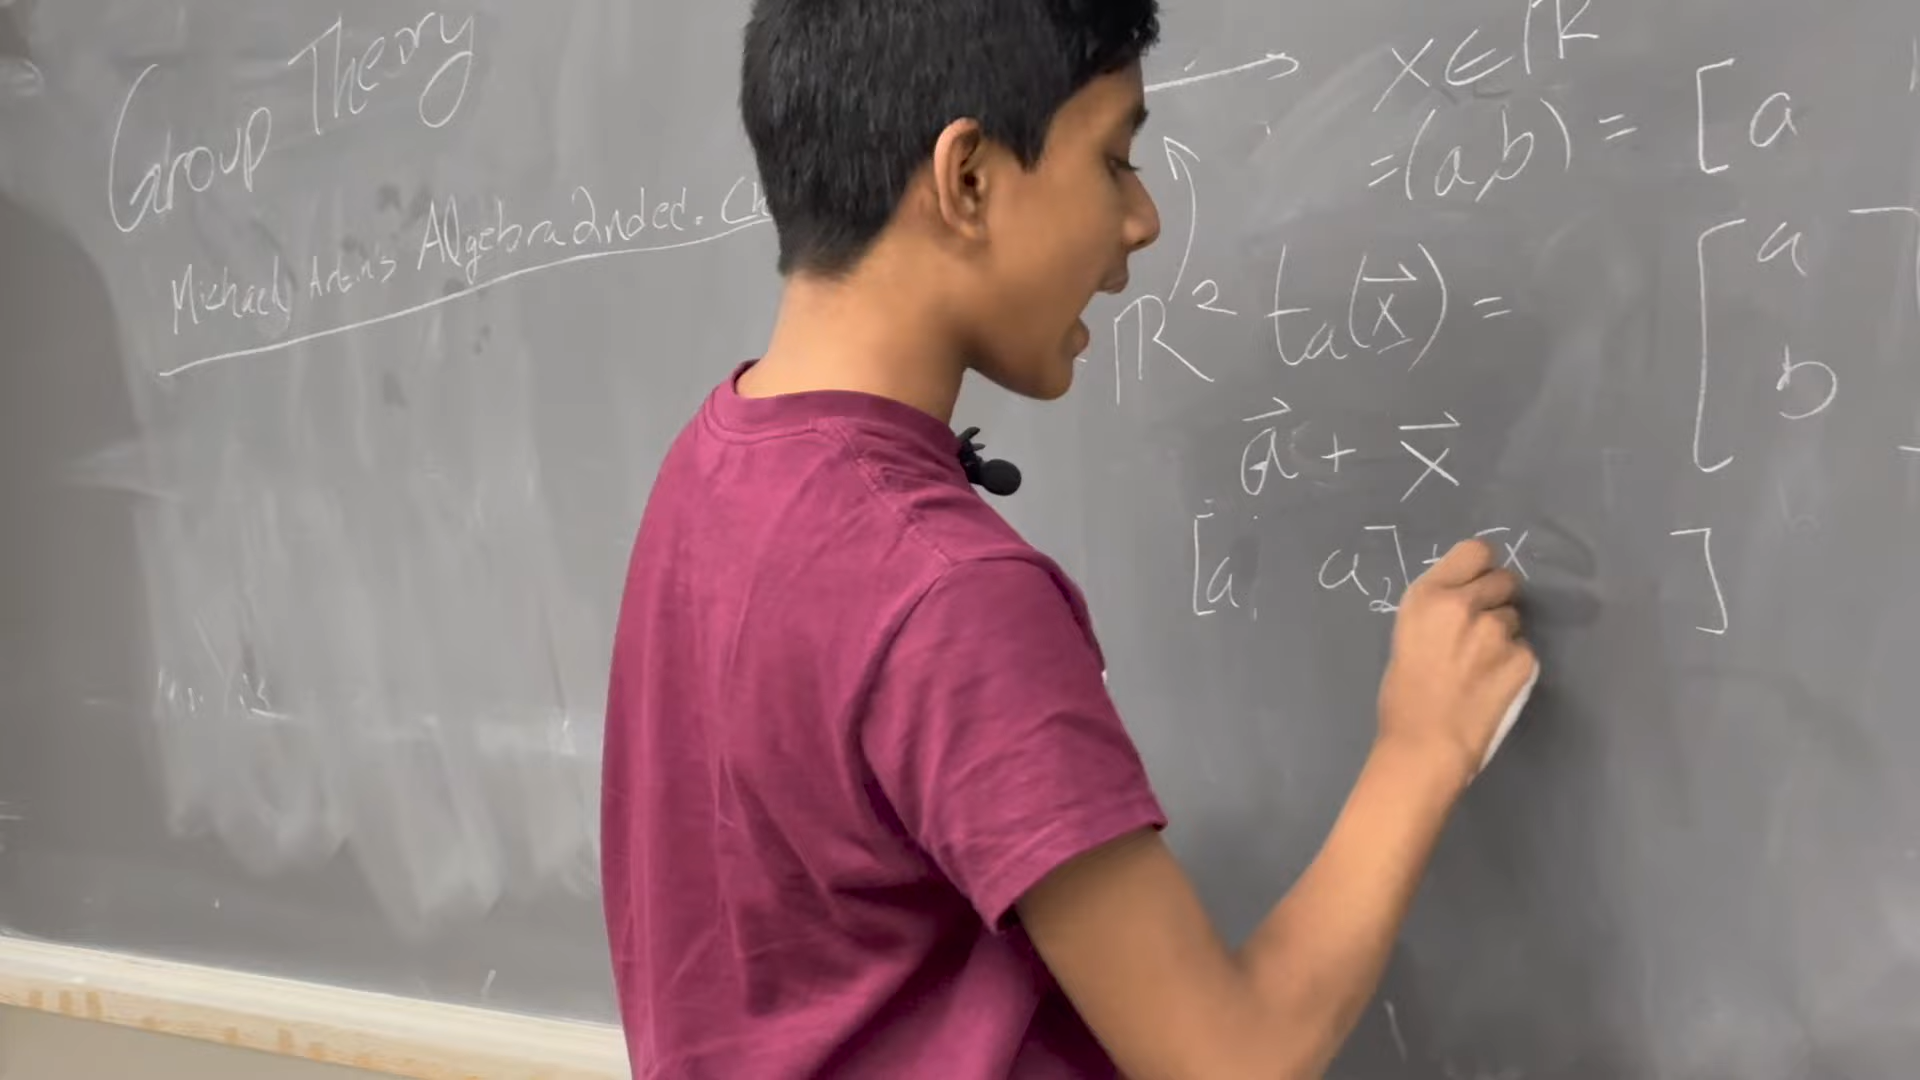 Group Theory
Michael Artin's Algebra 2nd ed. Ch
x ∈ ℝ
= (a,b) = [a
ℝ² tₐ(x⃗) =
[a
b
a⃗ + x⃗
[a₁ a₂] + [x ]